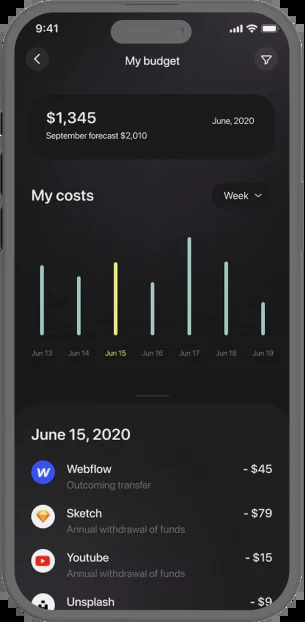 9:41
My budget
$1,345
June, 2020
September forecast $2,010
My costs
Week
Jun 13 Jun 14 Jun 15 Jun 16 Jun 17 Jun 18 Jun 19
June 15, 2020
Webflow - $45
Outcoming transfer
Sketch - $79
Annual withdrawal of funds
Youtube - $15
Annual withdrawal of funds
Unsplash - $9